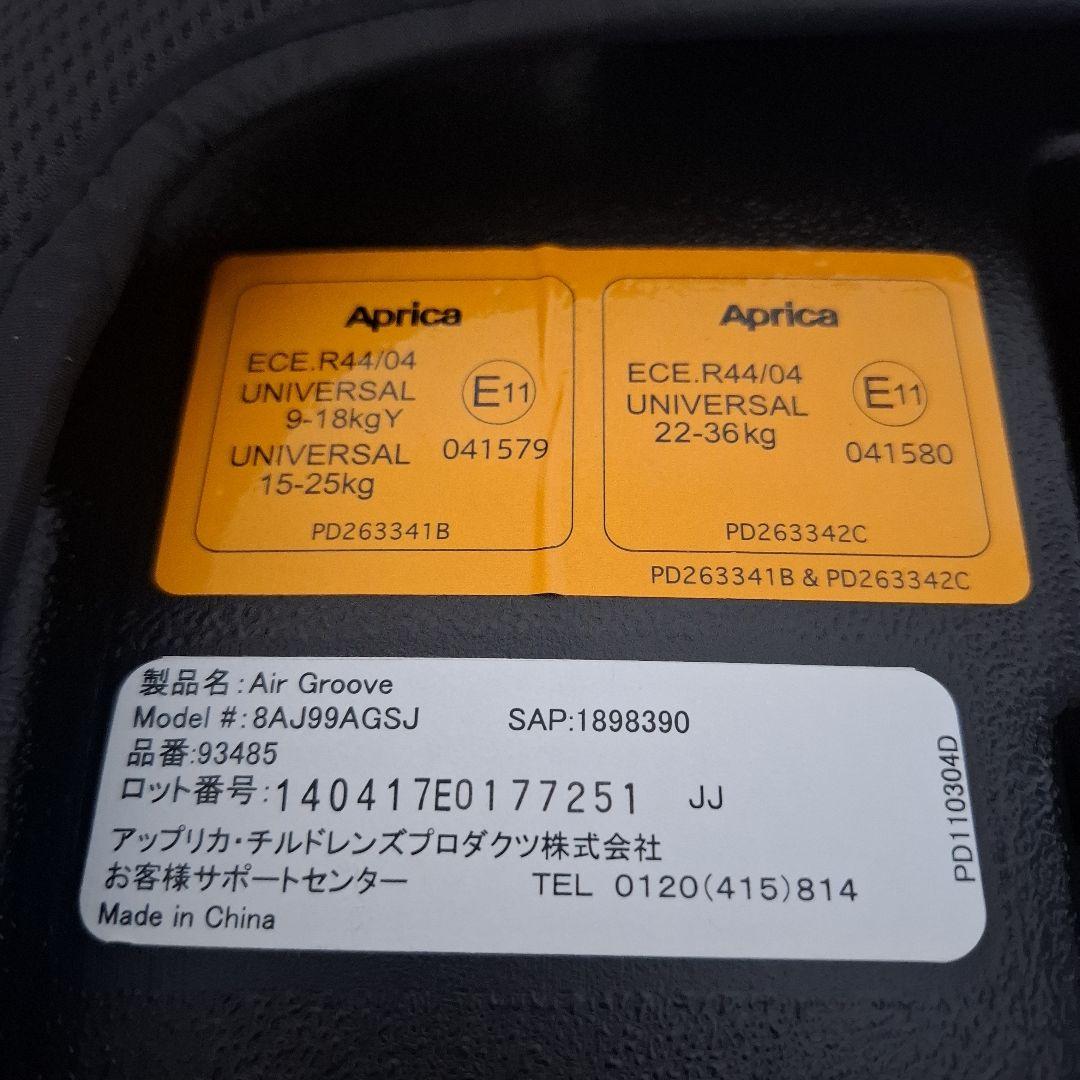 Aprica
ECE.R44/04
UNIVERSAL
9-18kgY
UNIVERSAL
15-25kg
E11
041579
PD263341B
Aprica
ECE.R44/04
UNIVERSAL
22-36kg
E11
041580
PD263342C
PD263341B & PD263342C
製品名:Air Groove
Model #:8AJ99AGSJ SAP:1898390
品番:93485
ロット番号:140417E0177251 JJ
アップリカ・チルドレンズプロダクツ株式会社
お客様サポートセンター TEL 0120(415)814
Made in China
PD110304D